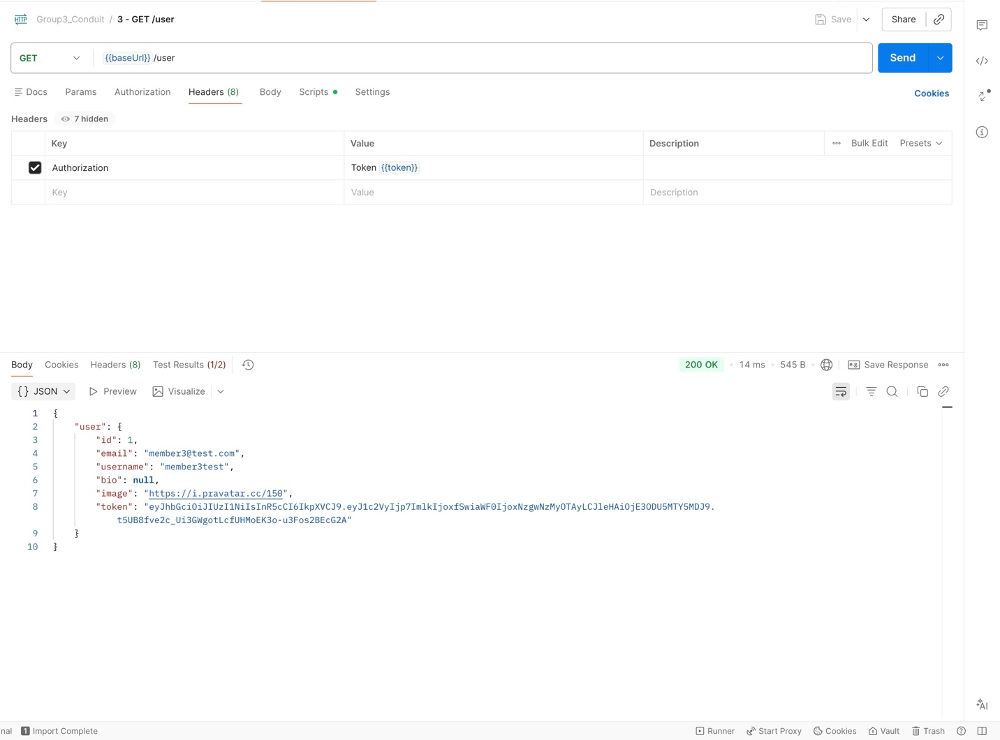 HTTP Group3_Conduit / 3 - GET /user Save Share
GET {{baseUrl}} /user Send
Docs Params Authorization Headers (8) Body Scripts Settings Cookies
Headers 7 hidden
Key Value Description Bulk Edit Presets
Authorization Token {{token}}
Key Value Description
Body Cookies Headers (8) Test Results (1/2) 200 OK 14 ms 545 B e.g. Save Response
{} JSON Preview Visualize
1 {
2 "user": {
3 "id": 1,
4 "email": "member3@test.com",
5 "username": "member3test",
6 "bio": null,
7 "image": "https://i.pravatar.cc/150",
8 "token": "eyJhbGciOiJIUzI1NiIsInR5cCI6IkpXVCJ9.eyJ1c2VyIjp7ImlkIjoxfSwiaWF0IjoxNzgwNzMyOTAyLCJleHAiOjE3ODU5MTY5MDJ9.
t5UB8fve2c_Ui3GWgotLcfUHMoEK3o-u3Fos2BEcG2A"
9 }
10 }
AI
nal 1 Import Complete Runner Start Proxy Cookies Vault Trash